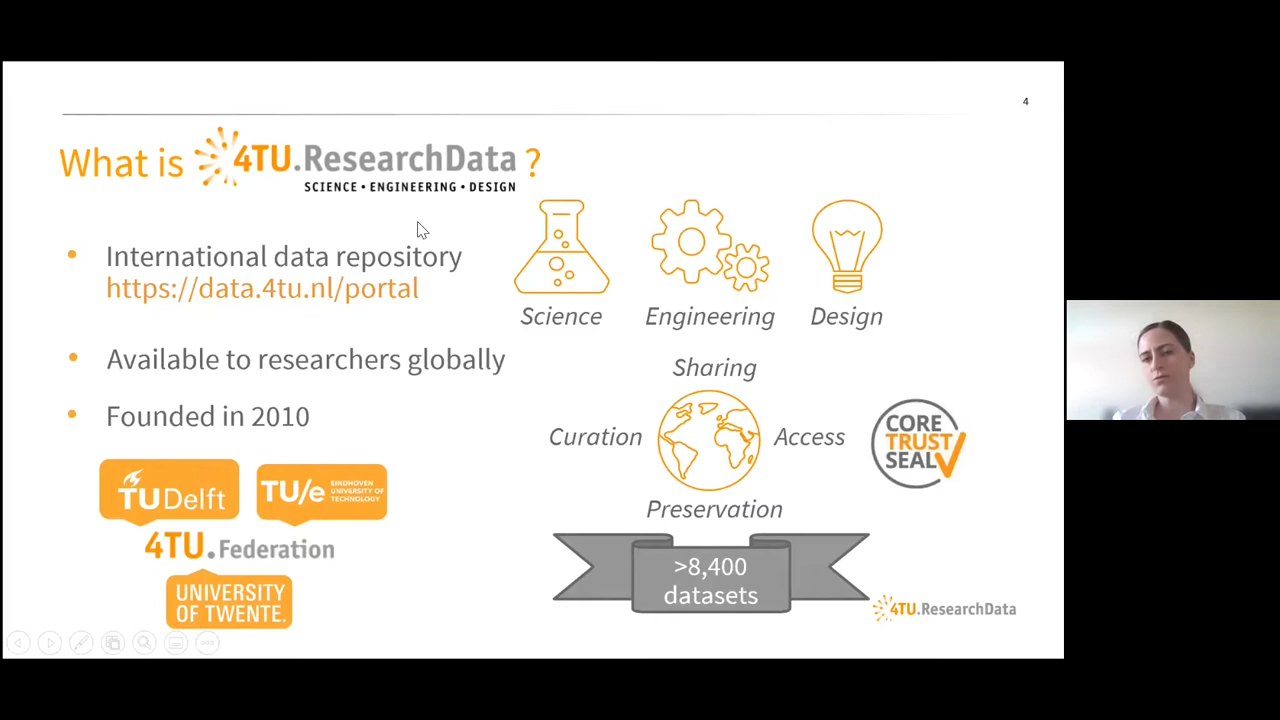 4
What is 4TU.ResearchData ?
SCIENCE • ENGINEERING • DESIGN
• International data repository
https://data.4tu.nl/portal
• Available to researchers globally
• Founded in 2010
TU Delft
TU/e EINDHOVEN
UNIVERSITY OF
TECHNOLOGY
4TU.Federation
UNIVERSITY
OF TWENTE.
Science
Engineering
Design
Sharing
Curation
Access
Preservation
CORE
TRUST
SEAL
>8,400
datasets
4TU.ResearchData